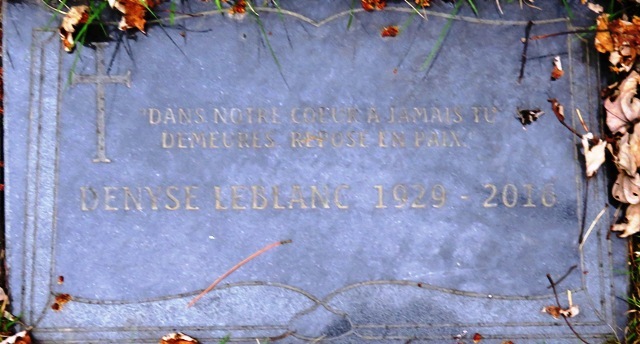 "DANS NOTRE COEUR A JAMAIS TU
DEMEURES. REPOSE EN PAIX."
DENYSE LEBLANC 1929 - 2016